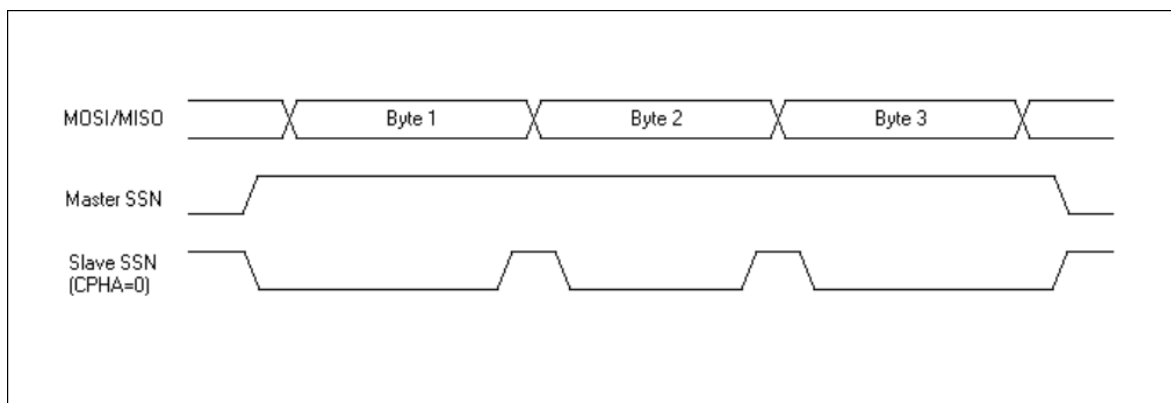 MOSI/MISO
Byte 1
Byte 2
Byte 3
Master SSN
Slave SSN
(CPHA=0)